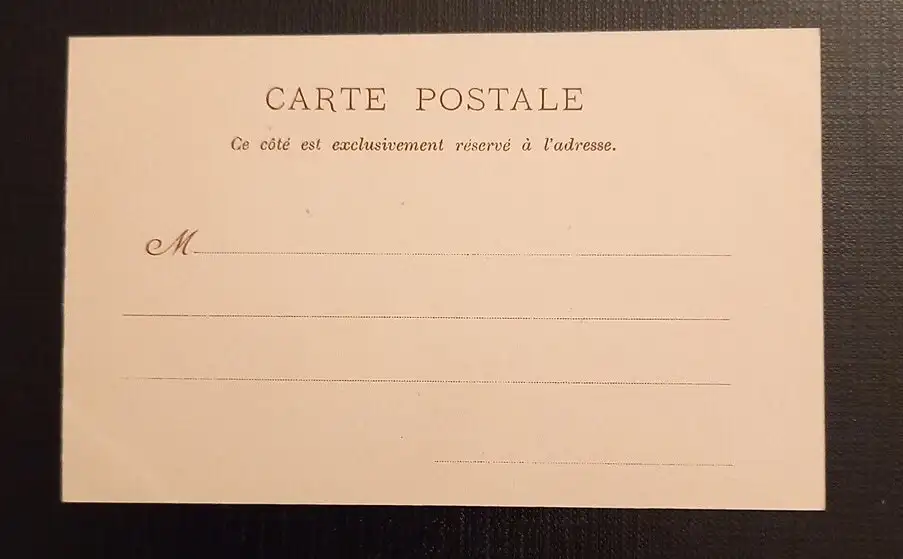 CARTE POSTALE
Ce côté est exclusivement réservé à l'adresse.
M